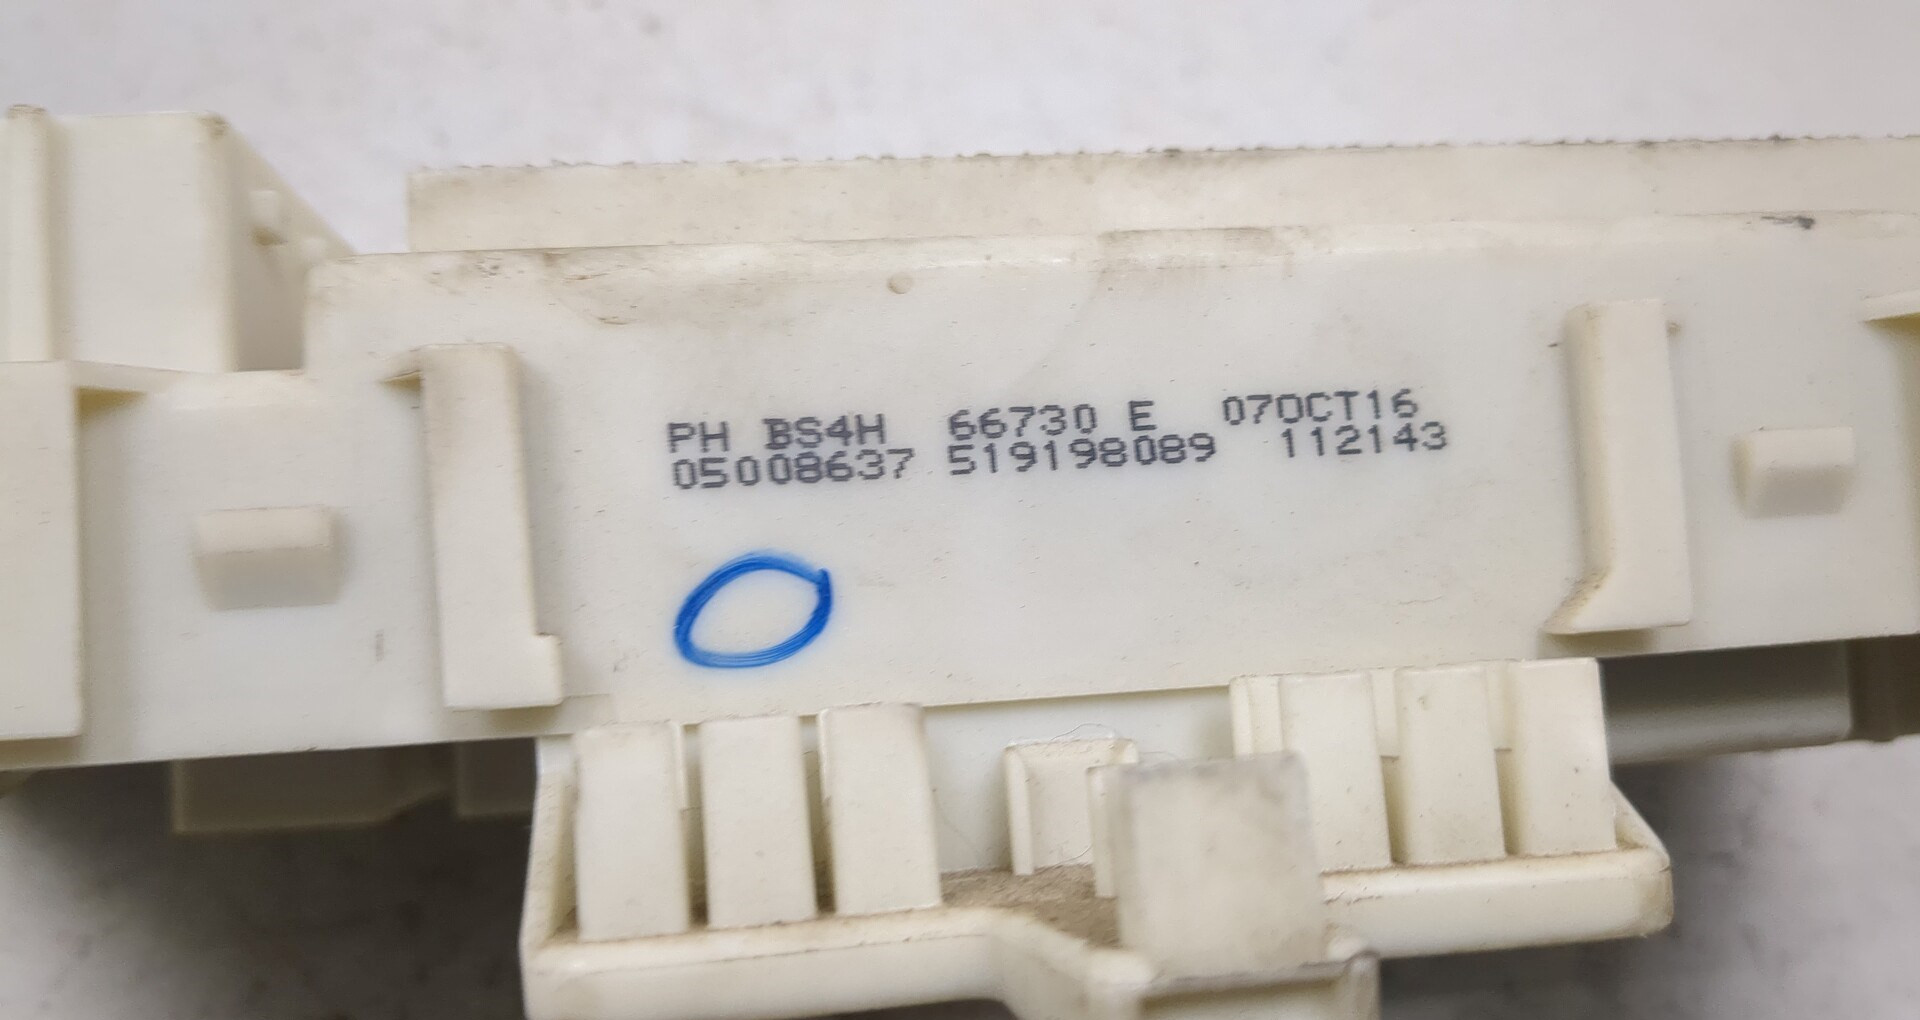 PH BS4H 66730 E 07OCT16
05008637 519198089 112143